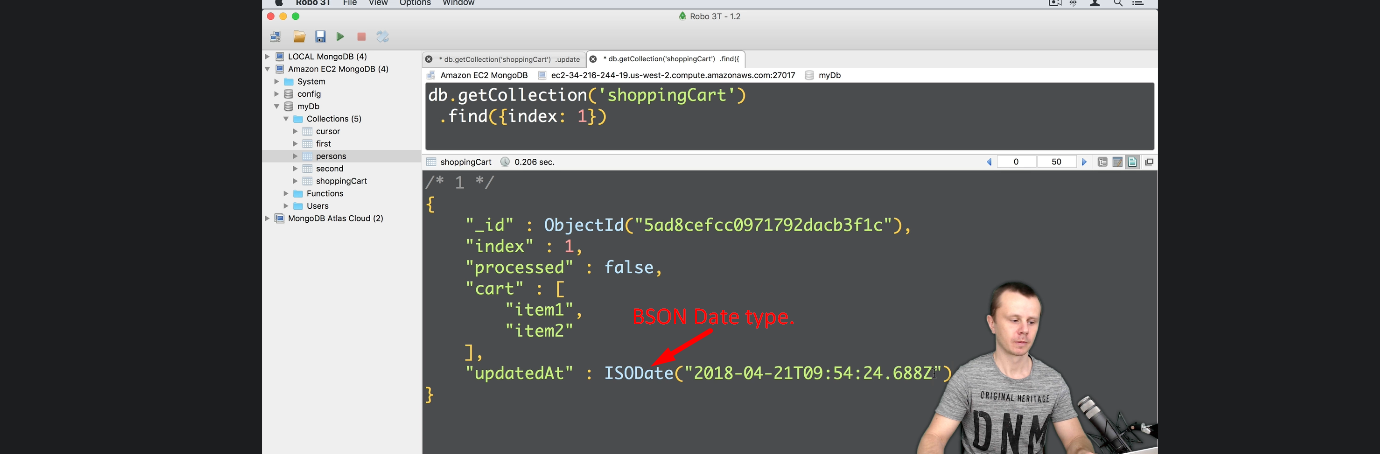 Robo 3T File View Options Window
Robo 3T - 1.2
LOCAL MongoDB (4)
Amazon EC2 MongoDB (4)
System
config
myDb
Collections (5)
cursor
first
persons
second
shoppingCart
Functions
Users
MongoDB Atlas Cloud (2)
* db.getCollection('shoppingCart') .update
* db.getCollection('shoppingCart') .find({
Amazon EC2 MongoDB ec2-34-216-244-19.us-west-2.compute.amazonaws.com:27017 myDb
db.getCollection('shoppingCart')
.find({index: 1})
shoppingCart 0.206 sec. 0 50
/* 1 */
{
"_id" : ObjectId("5ad8cefcc0971792dacb3f1c"),
"index" : 1,
"processed" : false,
"cart" : [
"item1",
"item2"
],
"updatedAt" : ISODate("2018-04-21T09:54:24.688Z")
}
BSON Date type.
ORIGINAL HERITAGE
DNM